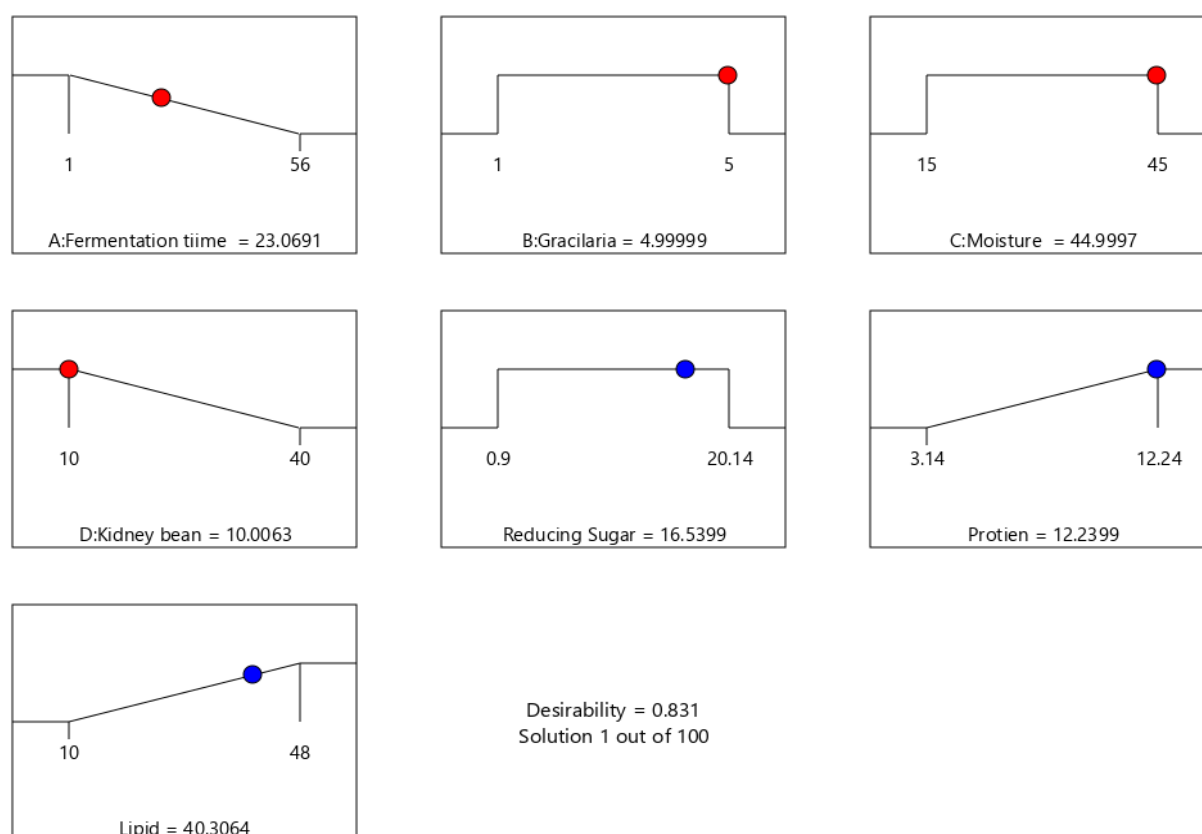 1 56
A:Fermentation tiime = 23.0691
1 5
B:Gracilaria = 4.99999
15 45
C:Moisture = 44.9997
10 40
D:Kidney bean = 10.0063
0.9 20.14
Reducing Sugar = 16.5399
3.14 12.24
Protien = 12.2399
10 48
Lipid = 40.3064
Desirability = 0.831
Solution 1 out of 100